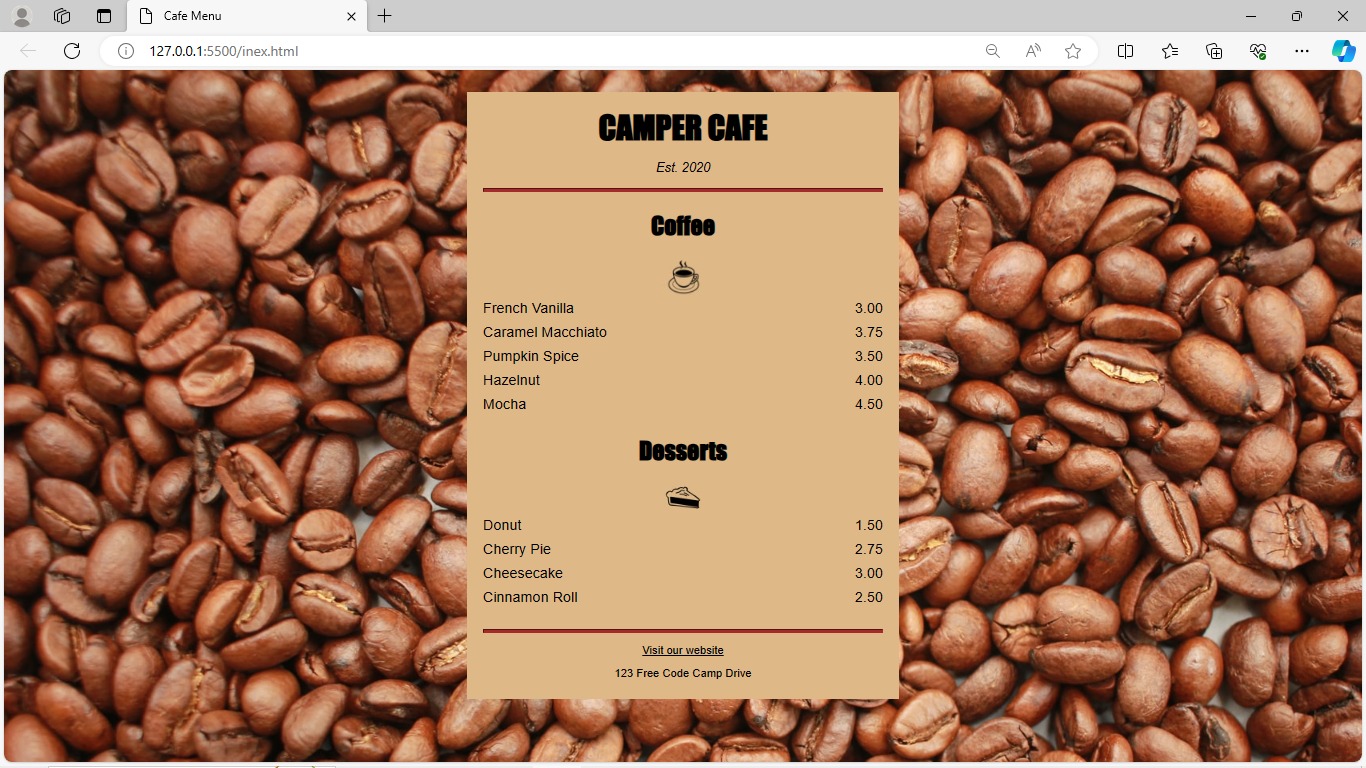 Cafe Menu
127.0.0.1:5500/inex.html
CAMPER CAFE
Est. 2020
Coffee
French Vanilla 3.00
Caramel Macchiato 3.75
Pumpkin Spice 3.50
Hazelnut 4.00
Mocha 4.50
Desserts
Donut 1.50
Cherry Pie 2.75
Cheesecake 3.00
Cinnamon Roll 2.50
Visit our website
123 Free Code Camp Drive